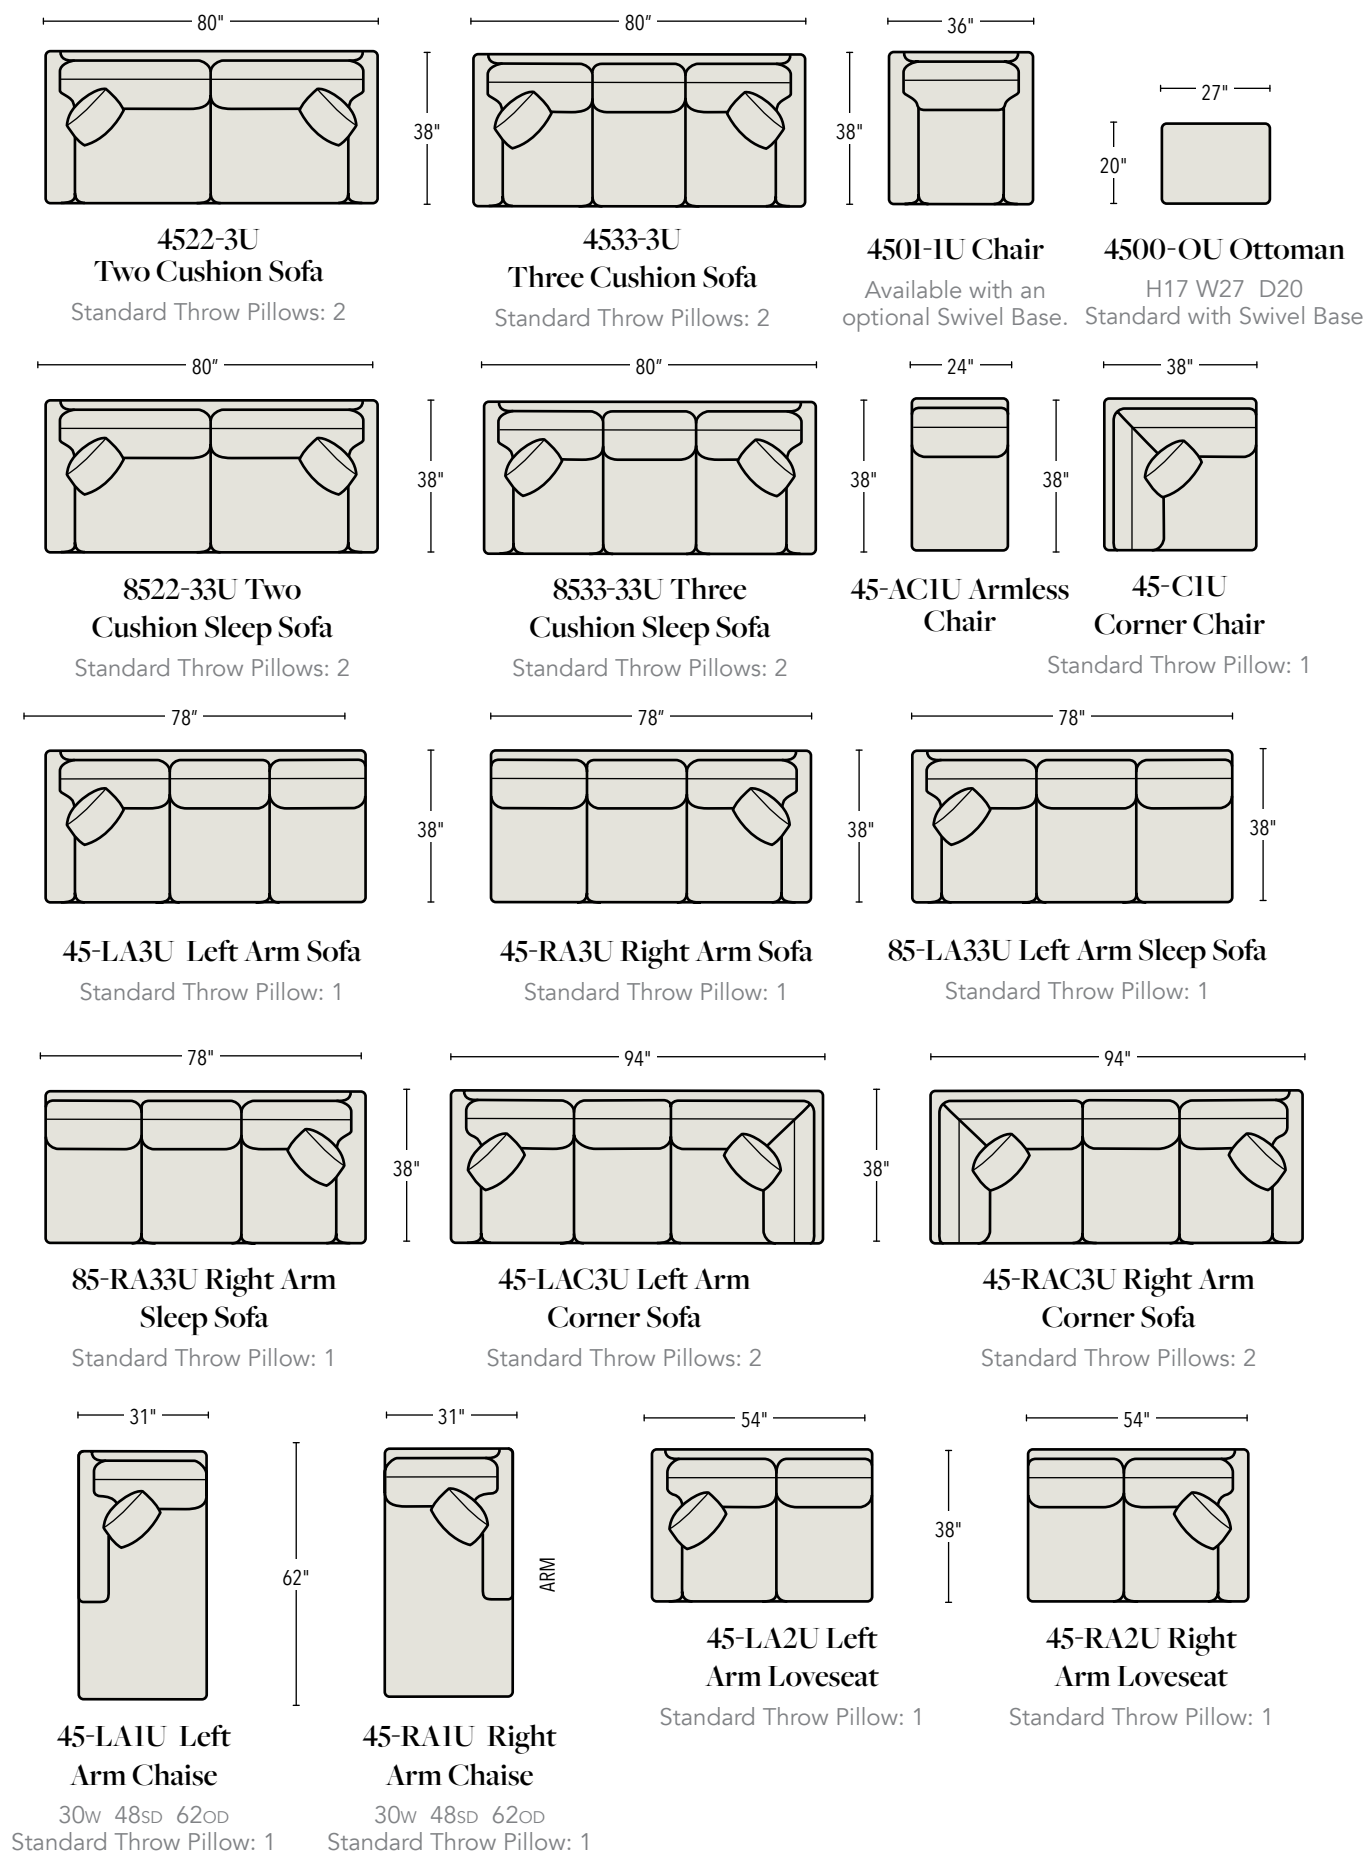 80"
80"
36"
27"
38"
38"
20"
4522-3U
Two Cushion Sofa
Standard Throw Pillows: 2
4533-3U
Three Cushion Sofa
Standard Throw Pillows: 2
4501-1U Chair
Available with an
optional Swivel Base.
4500-OU Ottoman
H17 W27 D20
Standard with Swivel Base
80"
80"
24"
38"
38"
38"
38"
8522-33U Two
Cushion Sleep Sofa
Standard Throw Pillows: 2
8533-33U Three
Cushion Sleep Sofa
Standard Throw Pillows: 2
45-AC1U Armless
Chair
45-C1U
Corner Chair
Standard Throw Pillow: 1
78"
78"
78"
38"
38"
38"
45-LA3U Left Arm Sofa
Standard Throw Pillow: 1
45-RA3U Right Arm Sofa
Standard Throw Pillow: 1
85-LA33U Left Arm Sleep Sofa
Standard Throw Pillow: 1
78"
94"
94"
38"
38"
85-RA33U Right Arm
Sleep Sofa
Standard Throw Pillow: 1
45-LAC3U Left Arm
Corner Sofa
Standard Throw Pillows: 2
45-RAC3U Right Arm
Corner Sofa
Standard Throw Pillows: 2
31"
31"
54"
54"
62"
ARM
38"
45-LA1U Left
Arm Chaise
30W 48SD 62OD
Standard Throw Pillow: 1
45-RA1U Right
Arm Chaise
30W 48SD 62OD
Standard Throw Pillow: 1
45-LA2U Left
Arm Loveseat
Standard Throw Pillow: 1
45-RA2U Right
Arm Loveseat
Standard Throw Pillow: 1